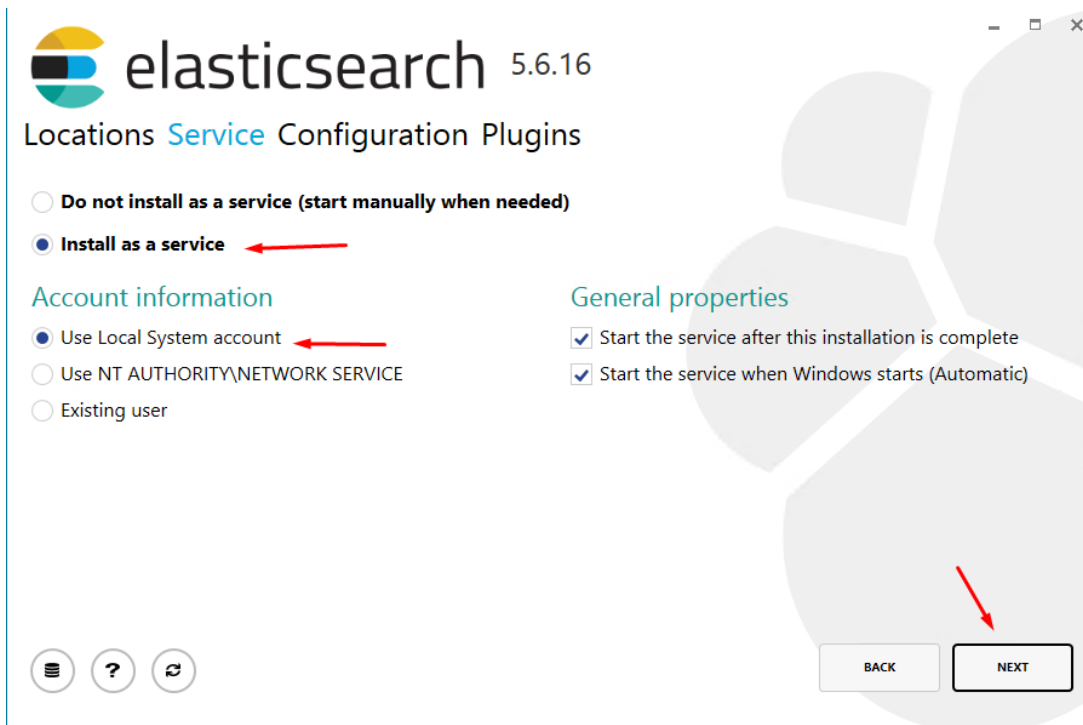 elasticsearch 5.6.16
Locations Service Configuration Plugins
Do not install as a service (start manually when needed)
Install as a service
Account information
Use Local System account
Use NT AUTHORITY\NETWORK SERVICE
Existing user
General properties
Start the service after this installation is complete
Start the service when Windows starts (Automatic)
?
BACK
NEXT